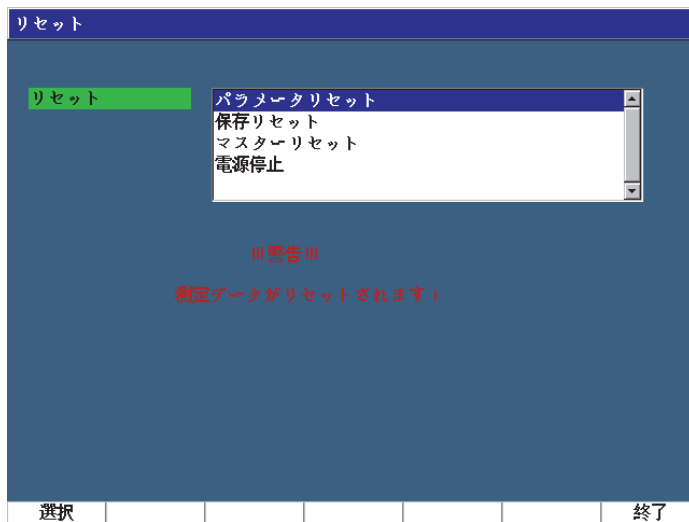 リセット
リセット
パラメータリセット
保存リセット
マスターリセット
電源停止
!!!警告!!!
測定データがリセットされます!
選択
終了